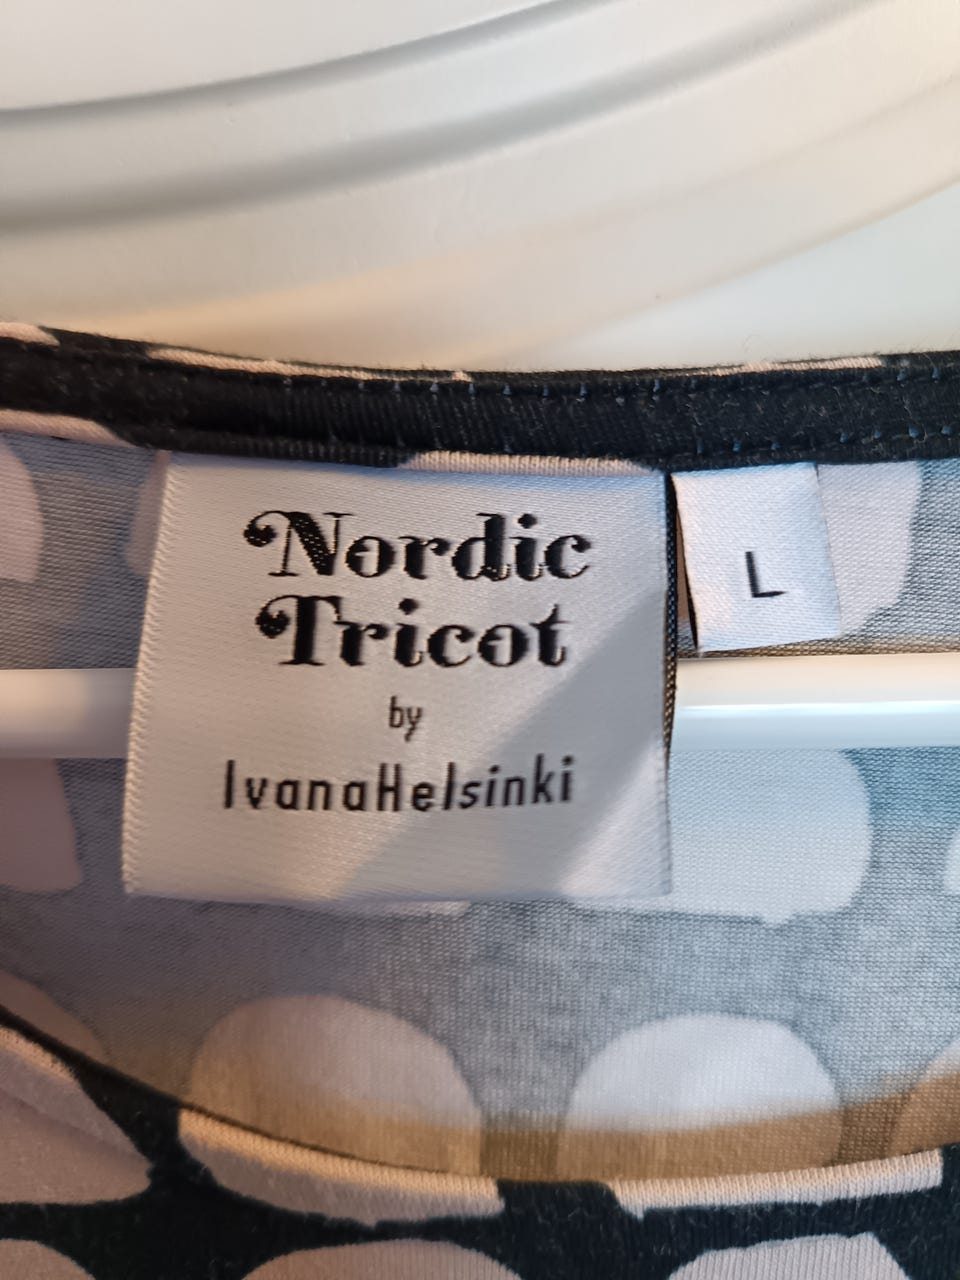 Nordic
Tricot
by
IvanaHelsinki
L